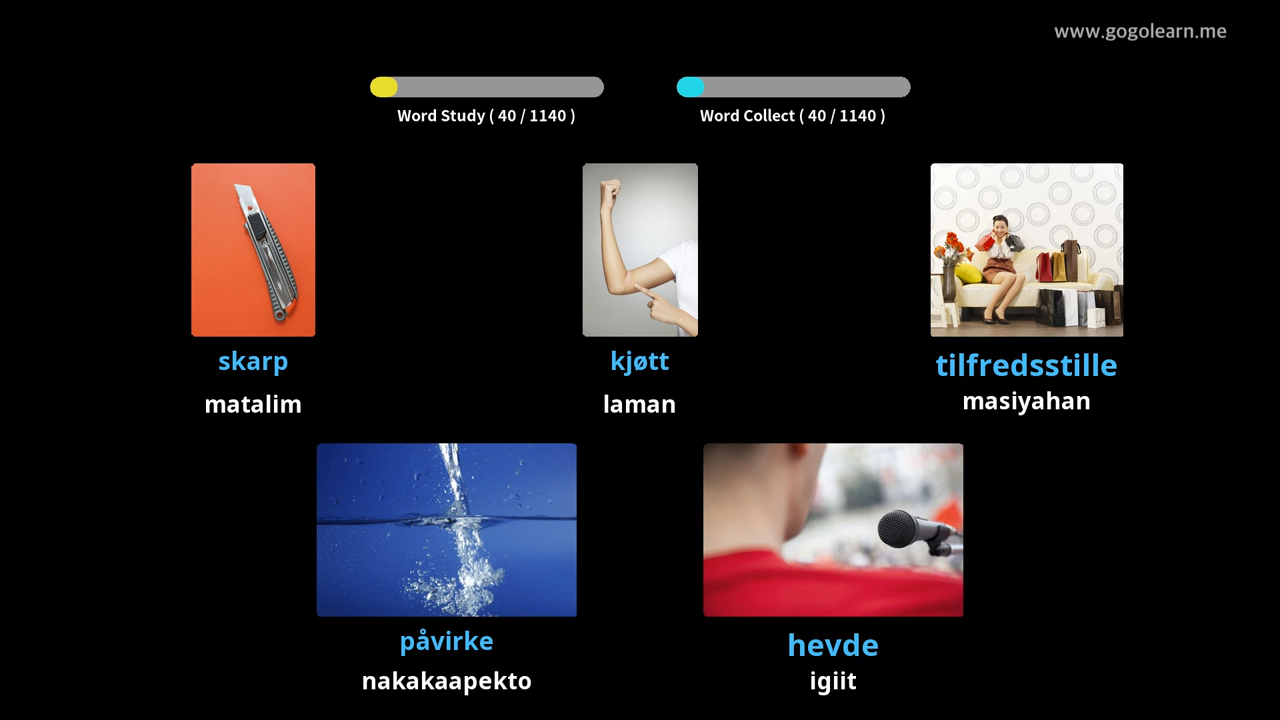 www.gogolearn.me
Word Study ( 40 / 1140 )
Word Collect ( 40 / 1140 )
skarp
matalim
kjøtt
laman
tilfredsstille
masiyahan
påvirke
nakakaapekto
hevde
igiit